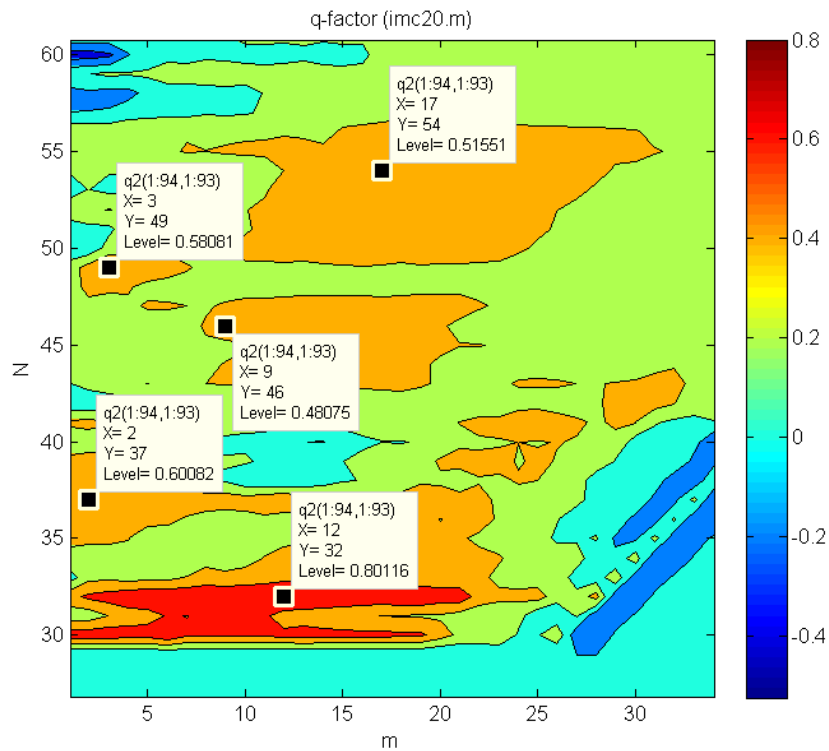 q-factor (imc20.m)
60
55
50
45
40
35
30
N
5
10
15
20
25
30
m
q2(1:94,1:93)
X= 17
Y= 54
Level= 0.51551
q2(1:94,1:93)
X= 3
Y= 49
Level= 0.58081
q2(1:94,1:93)
X= 9
Y= 46
Level= 0.48075
q2(1:94,1:93)
X= 2
Y= 37
Level= 0.60082
q2(1:94,1:93)
X= 12
Y= 32
Level= 0.80116
0.8
0.6
0.4
0.2
0
-0.2
-0.4